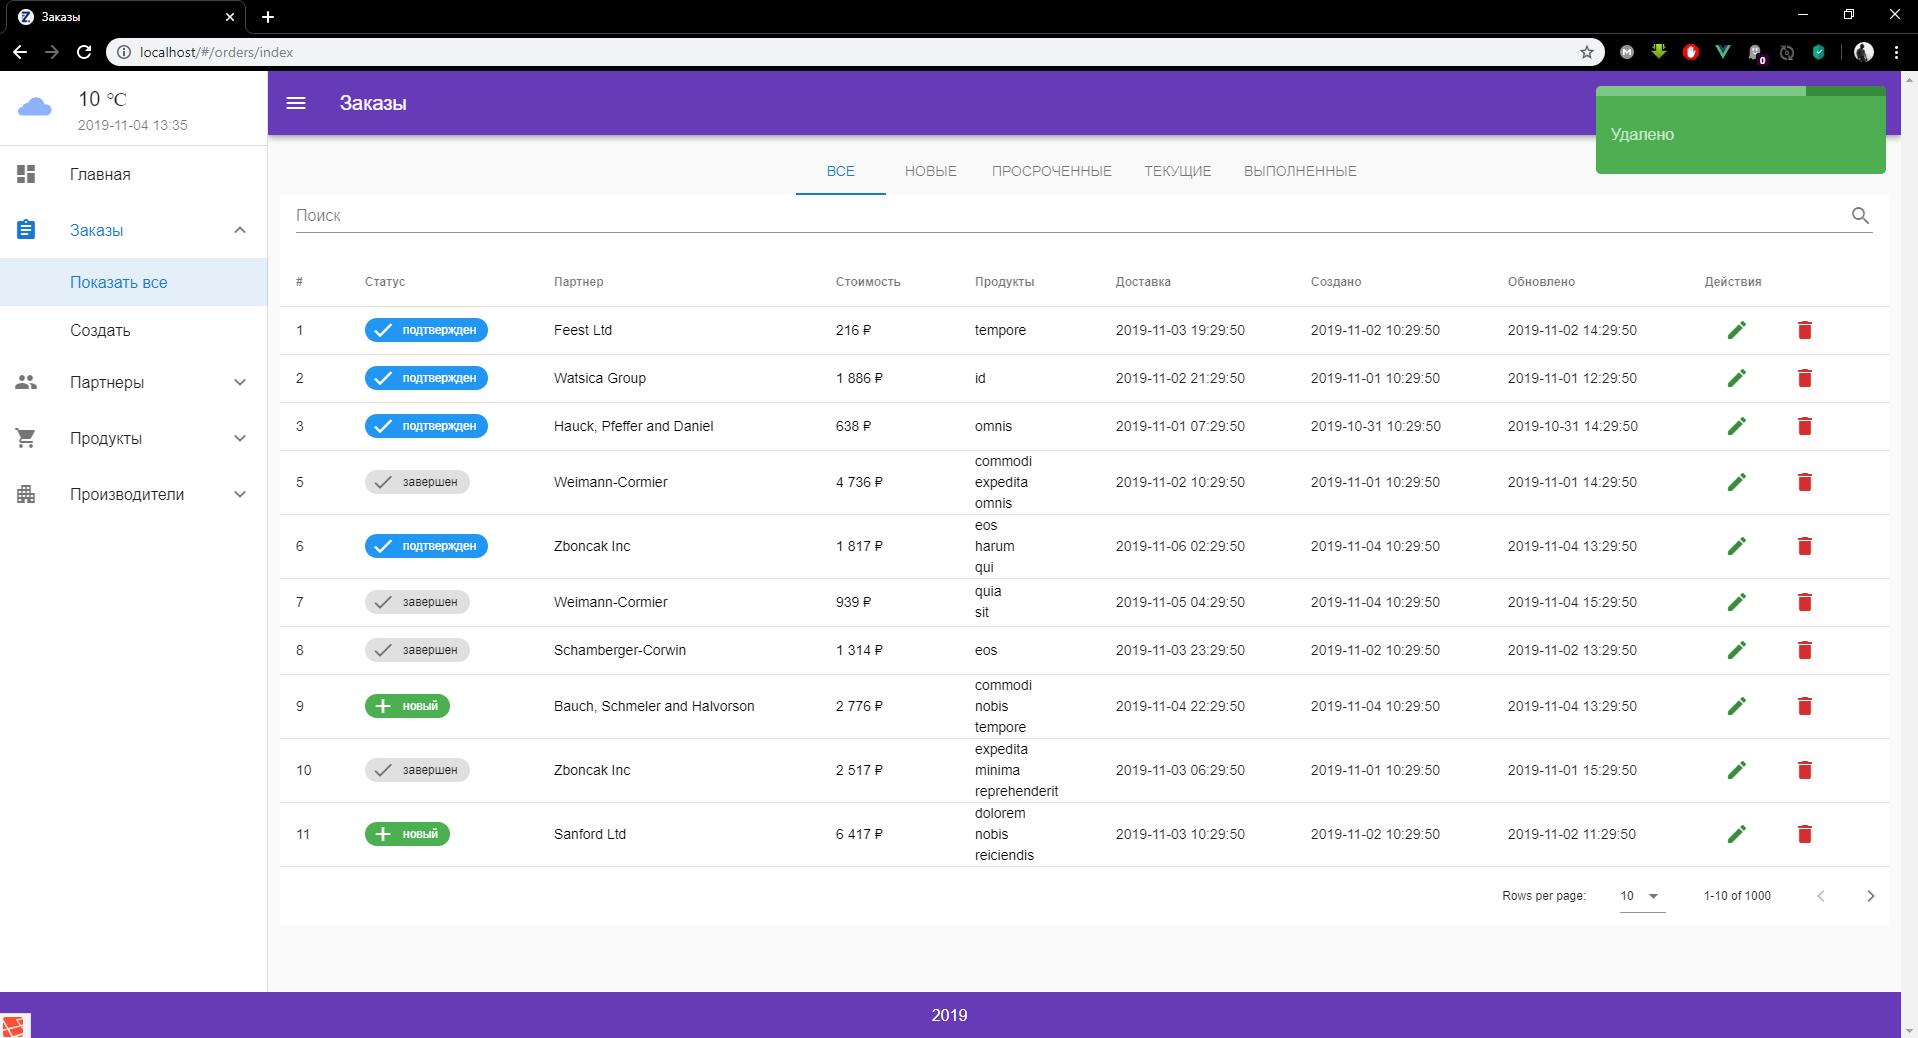 Заказы
localhost/#/orders/index
0
10 °C
2019-11-04 13:35
Главная
Заказы
Показать все
Создать
Партнеры
Продукты
Производители
Заказы
Удалено
ВСЕ НОВЫЕ ПРОСРОЧЕННЫЕ ТЕКУЩИЕ ВЫПОЛНЕННЫЕ
Поиск
# Статус Партнер Стоимость Продукты Доставка Создано Обновлено Действия
1 подтвержден Feest Ltd 216 ₽ tempore 2019-11-03 19:29:50 2019-11-02 10:29:50 2019-11-02 14:29:50
2 подтвержден Watsica Group 1 886 ₽ id 2019-11-02 21:29:50 2019-11-01 10:29:50 2019-11-01 12:29:50
3 подтвержден Hauck, Pfeffer and Daniel 638 ₽ omnis 2019-11-01 07:29:50 2019-10-31 10:29:50 2019-10-31 14:29:50
commodi
5 завершен Weimann-Cormier 4 736 ₽ expedita 2019-11-02 10:29:50 2019-11-01 10:29:50 2019-11-01 14:29:50
omnis
eos
6 подтвержден Zboncak Inc 1 817 ₽ harum 2019-11-06 02:29:50 2019-11-04 10:29:50 2019-11-04 13:29:50
qui
quia
7 завершен Weimann-Cormier 939 ₽ 2019-11-05 04:29:50 2019-11-04 10:29:50 2019-11-04 15:29:50
sit
8 завершен Schamberger-Corwin 1 314 ₽ eos 2019-11-03 23:29:50 2019-11-02 10:29:50 2019-11-02 13:29:50
commodi
9 новый Bauch, Schmeler and Halvorson 2 776 ₽ nobis 2019-11-04 22:29:50 2019-11-04 10:29:50 2019-11-04 13:29:50
tempore
expedita
10 завершен Zboncak Inc 2 517 ₽ minima 2019-11-03 06:29:50 2019-11-01 10:29:50 2019-11-01 15:29:50
reprehenderit
dolorem
11 новый Sanford Ltd 6 417 ₽ nobis 2019-11-03 10:29:50 2019-11-02 10:29:50 2019-11-02 11:29:50
reiciendis
Rows per page: 10 1-10 of 1000
2019